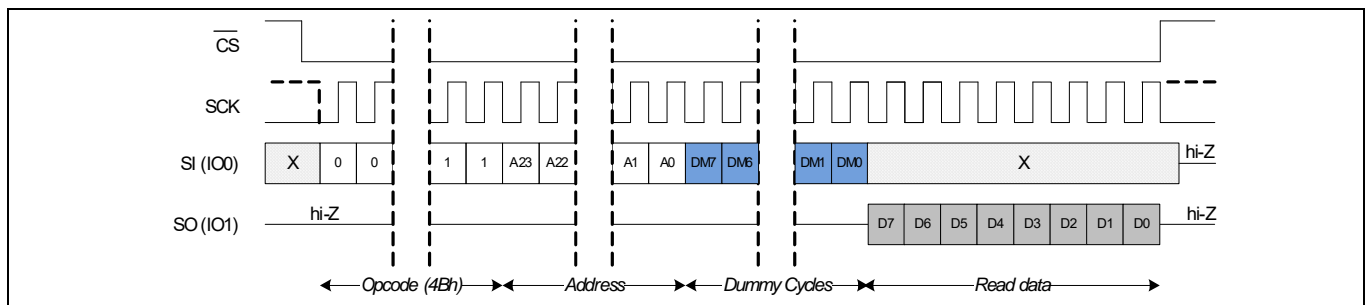 CS
SCK
SI (IO0) X 0 0 1 1 A23 A22 A1 A0 DM7 DM6 DM1 DM0 X hi-Z
hi-Z
SO (IO1) D7 D6 D5 D4 D3 D2 D1 D0 hi-Z
Opcode (4Bh) Address Dummy Cycles Read data